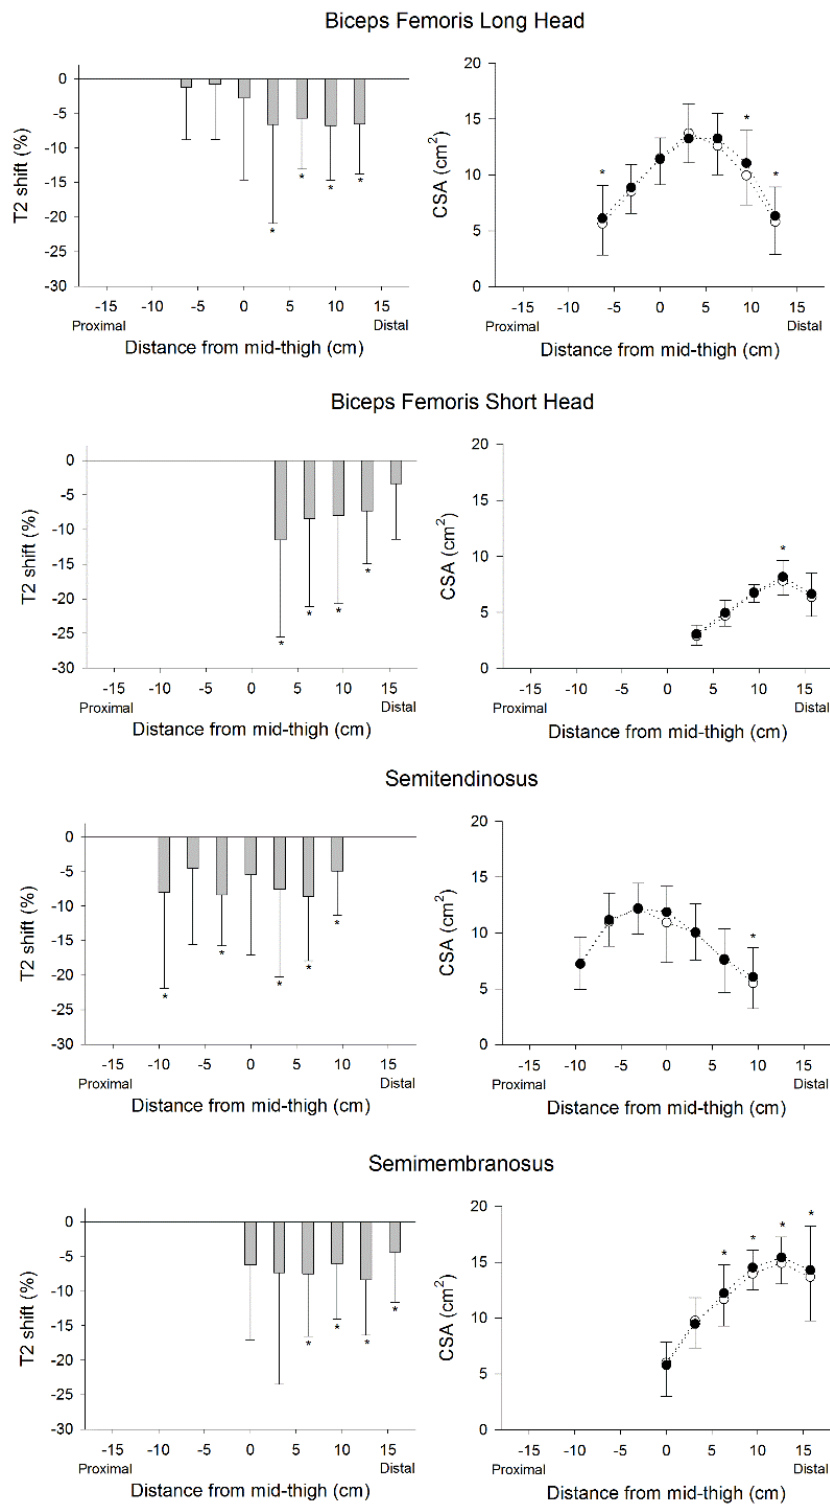 Biceps Femoris Long Head
T2 shift (%)
0
-5
-10
-15
-20
-25
-30
* * * *
-15 -10 -5 0 5 10 15
Proximal Distal
Distance from mid-thigh (cm)
CSA (cm²)
20
15
10
5
0
* * *
-15 -10 -5 0 5 10 15
Proximal Distal
Distance from mid-thigh (cm)
Biceps Femoris Short Head
T2 shift (%)
0
-5
-10
-15
-20
-25
-30
* * * *
-15 -10 -5 0 5 10 15
Proximal Distal
Distance from mid-thigh (cm)
CSA (cm²)
20
15
10
5
0
*
-15 -10 -5 0 5 10 15
Proximal Distal
Distance from mid-thigh (cm)
Semitendinosus
T2 shift (%)
0
-5
-10
-15
-20
-25
-30
* * * * *
-15 -10 -5 0 5 10 15
Proximal Distal
Distance from mid-thigh (cm)
CSA (cm²)
20
15
10
5
0
*
-15 -10 -5 0 5 10 15
Proximal Distal
Distance from mid-thigh (cm)
Semimembranosus
T2 shift (%)
0
-5
-10
-15
-20
-25
-30
* * * *
-15 -10 -5 0 5 10 15
Proximal Distal
Distance from mid-thigh (cm)
CSA (cm²)
20
15
10
5
0
* * * *
-15 -10 -5 0 5 10 15
Proximal Distal
Distance from mid-thigh (cm)